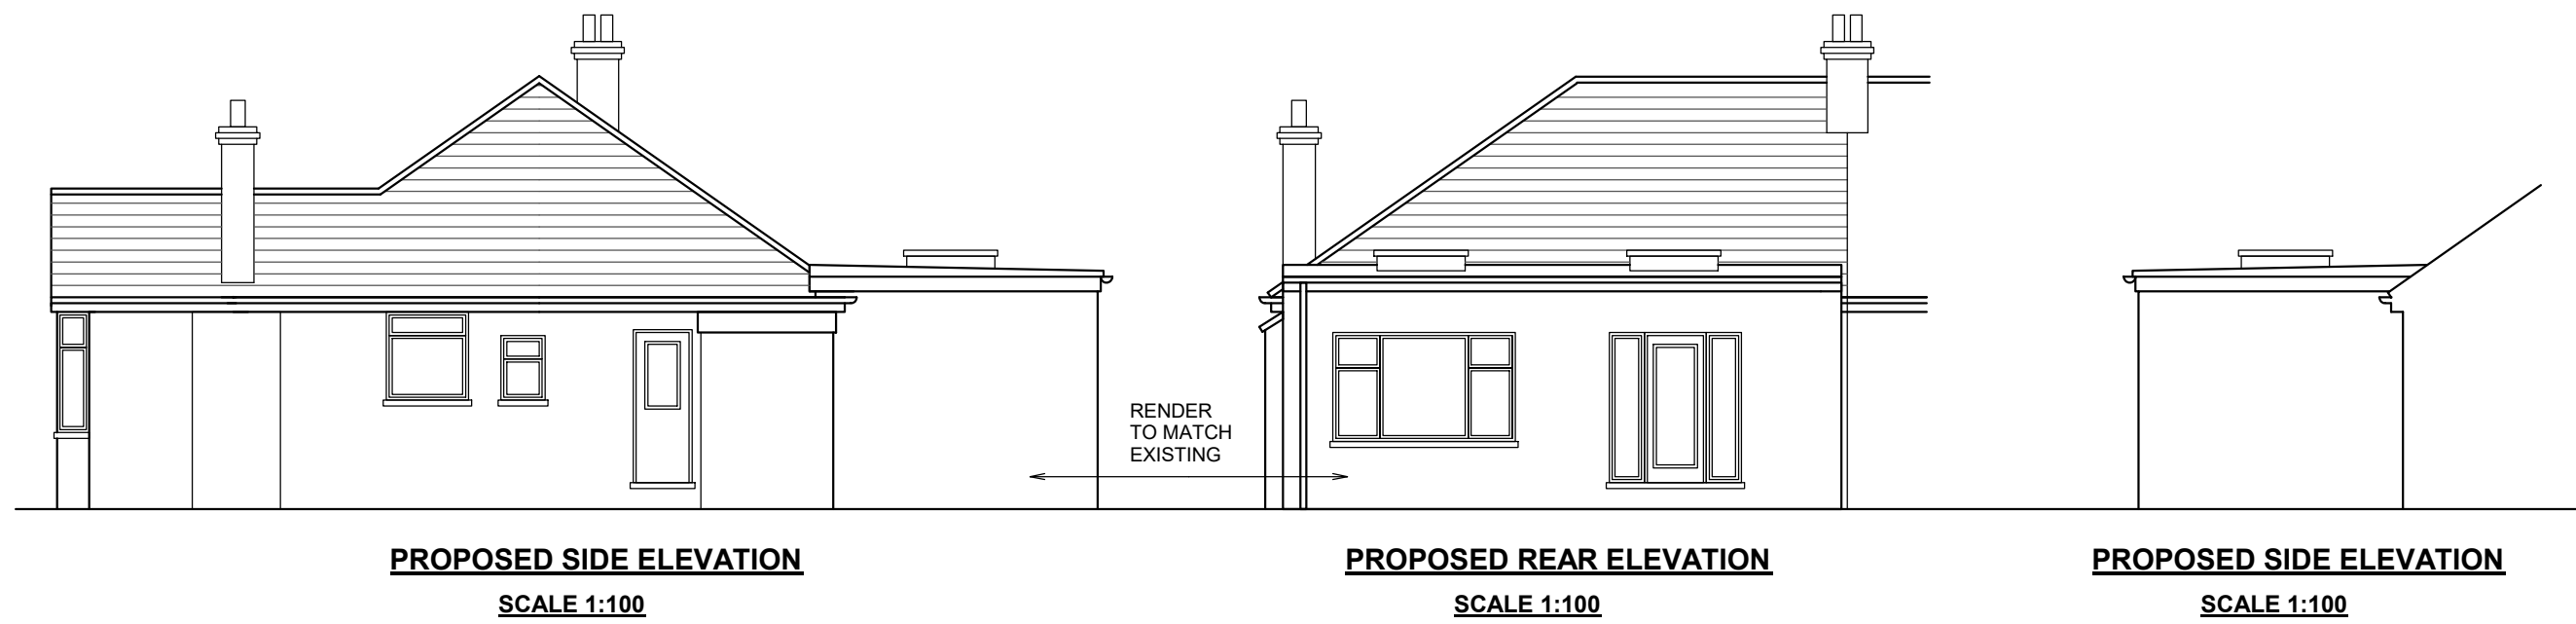 RENDER
TO MATCH
EXISTING
PROPOSED SIDE ELEVATION
SCALE 1:100
PROPOSED REAR ELEVATION
SCALE 1:100
PROPOSED SIDE ELEVATION
SCALE 1:100